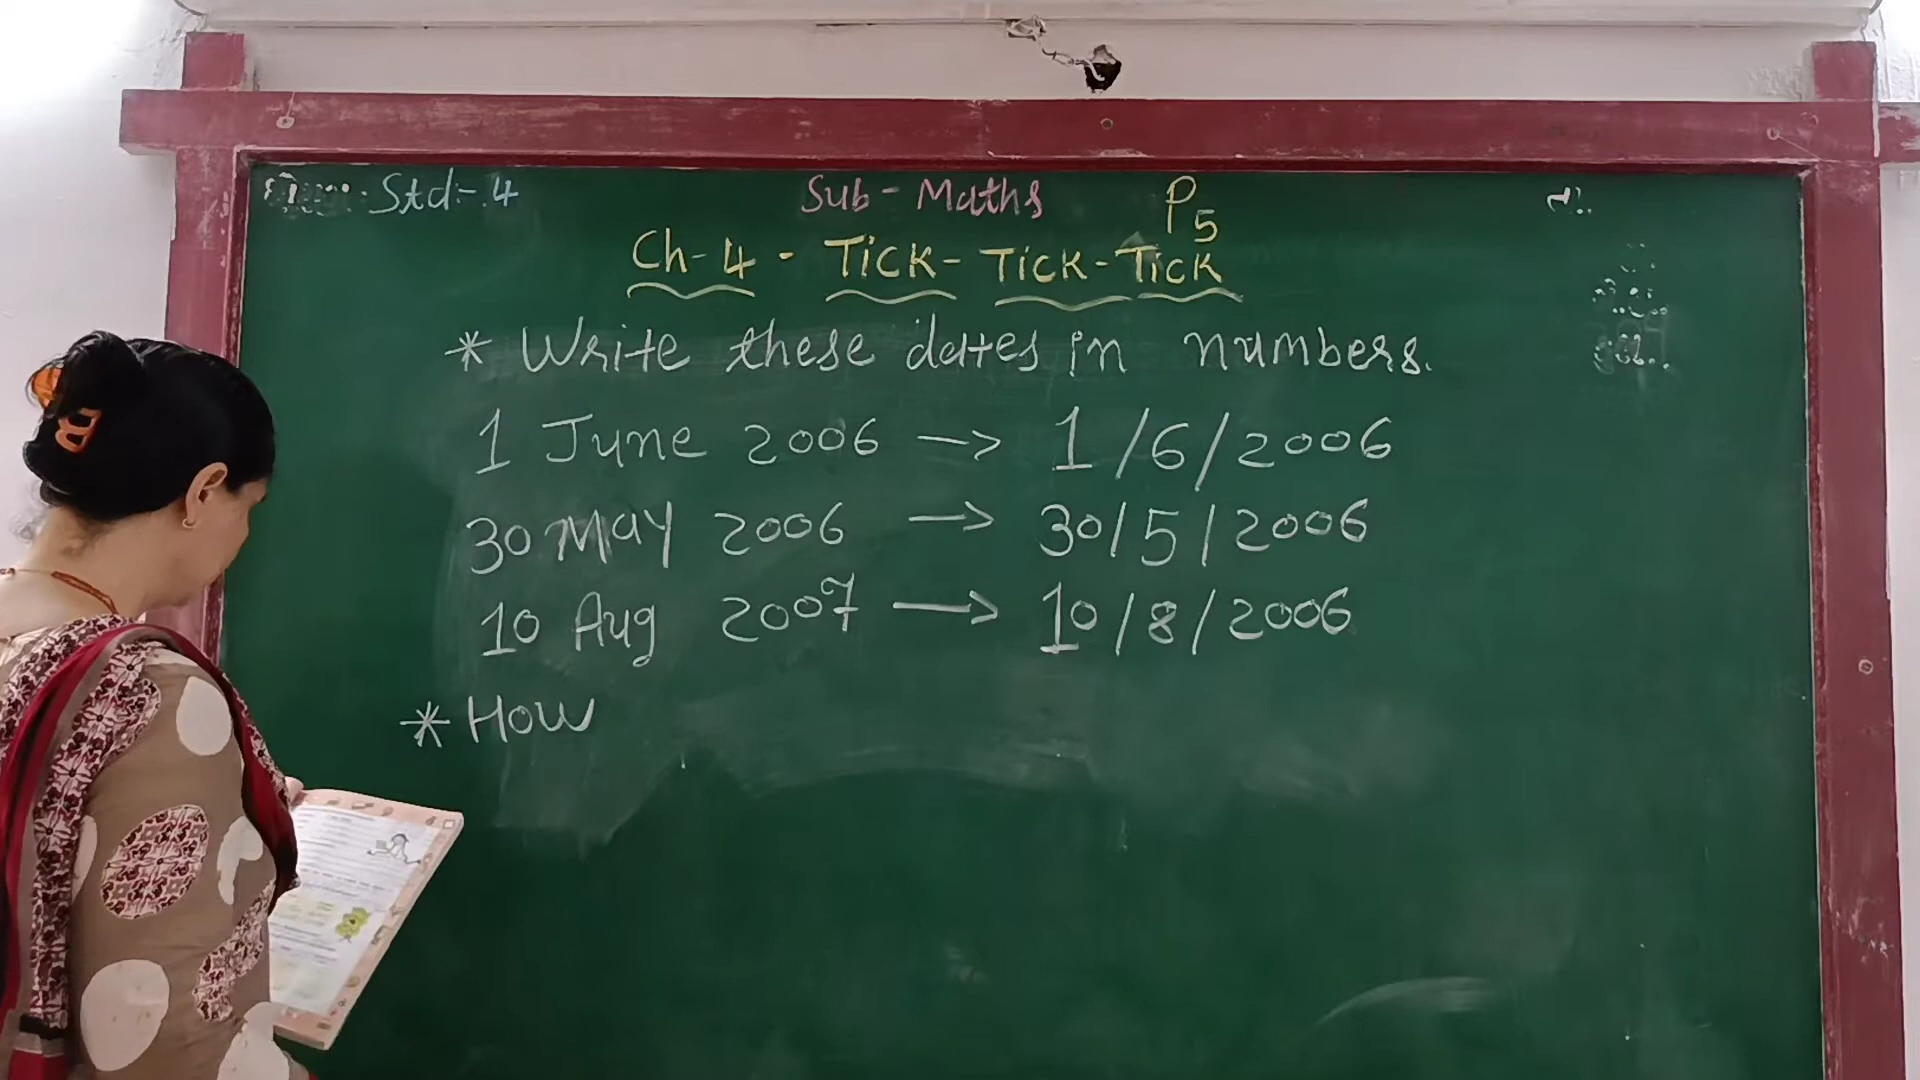 Std:- 4
Sub - Maths P5
Ch-4 - TICK - TICK - TICK
* Write these dates in numbers.
1 June 2006 → 1/6/2006
30 May 2006 → 30/5/2006
10 Aug 2007 → 10/8/2006
* How